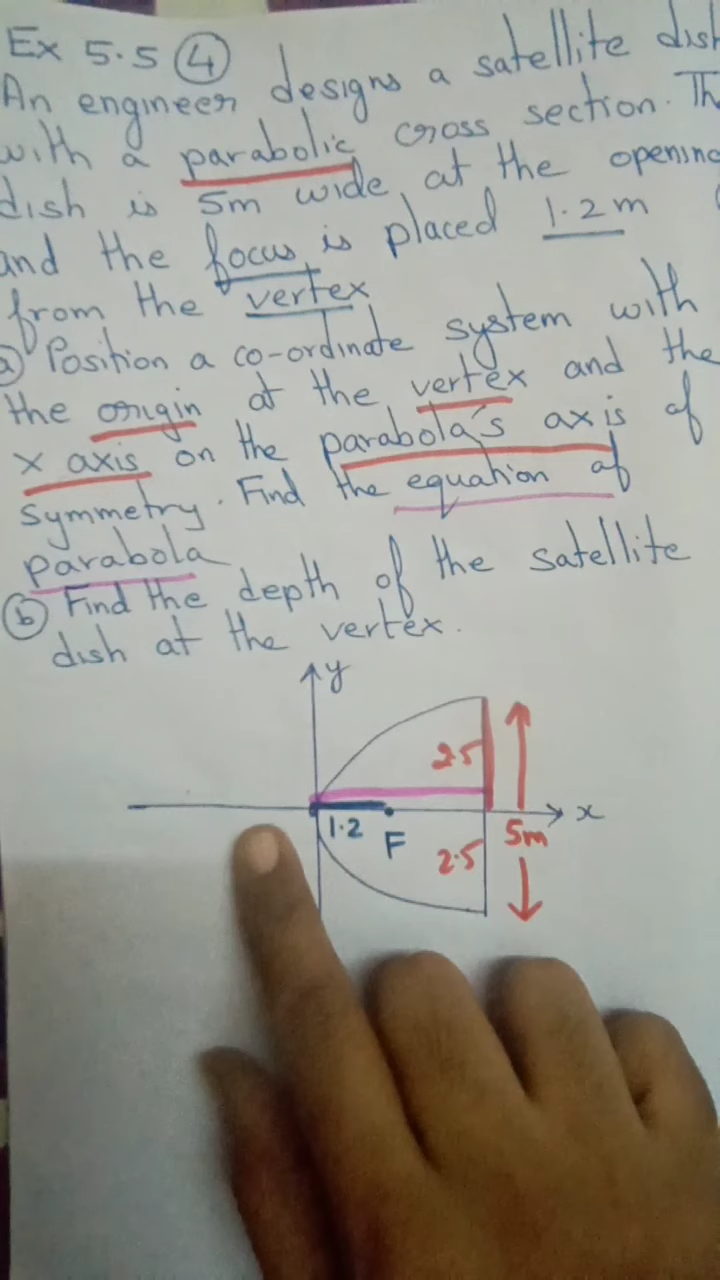 Ex 5.5 ④
An engineer designs a satellite dish
with a parabolic cross section. The
dish is 5m wide at the opening
and the focus is placed 1.2m
from the vertex
ⓐ Position a co-ordinate system with
the origin at the vertex and the
x axis on the parabola's axis of
symmetry. Find the equation of
parabola
ⓑ Find the depth of the satellite
dish at the vertex.
y
2.5
x
1.2
F
2.5
5m